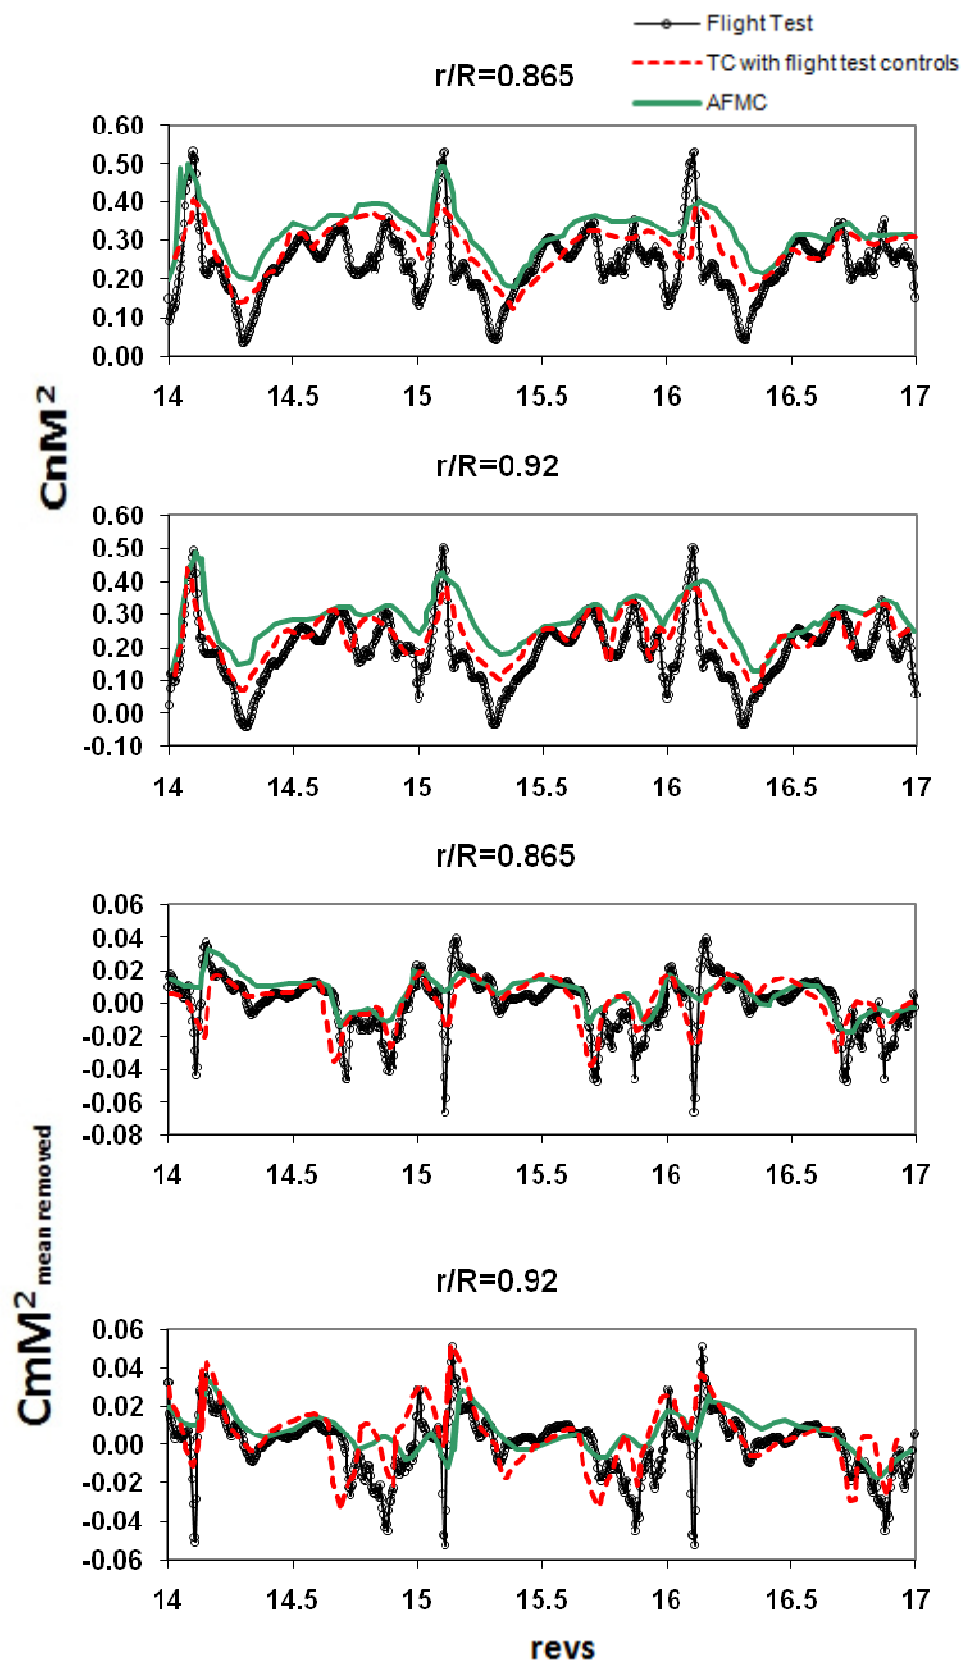 Flight Test
TC with flight test controls
AFMC
r/R=0.865
0.60
0.50
0.40
0.30
0.20
0.10
0.00
14 14.5 15 15.5 16 16.5 17
CnM²
r/R=0.92
0.60
0.50
0.40
0.30
0.20
0.10
0.00
-0.10
14 14.5 15 15.5 16 16.5 17
r/R=0.865
0.06
0.04
0.02
0.00
-0.02
-0.04
-0.06
-0.08
14 14.5 15 15.5 16 16.5 17
CmM² mean removed
r/R=0.92
0.06
0.04
0.02
0.00
-0.02
-0.04
-0.06
14 14.5 15 15.5 16 16.5 17
revs